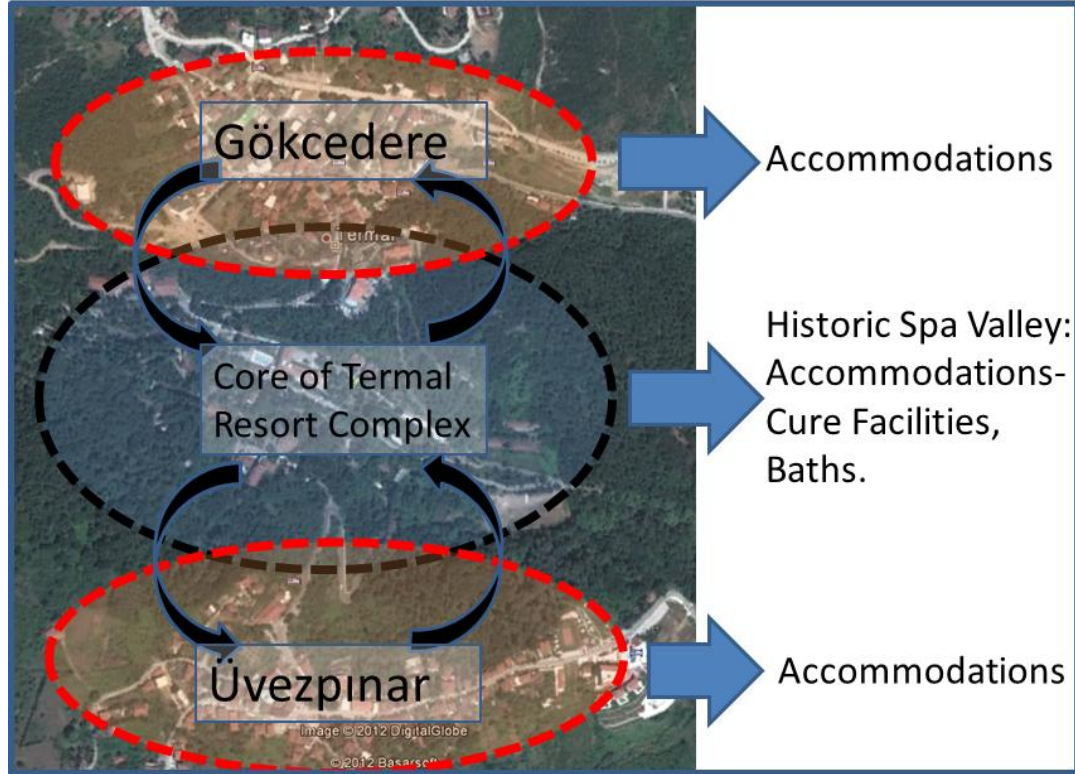 Gökcedere
Accommodations
Termal
Historic Spa Valley:
Accommodations-
Cure Facilities,
Baths.
Core of Termal
Resort Complex
Üvezpınar
Accommodations
Image © 2012 DigitalGlobe
© 2012 Basarsoft